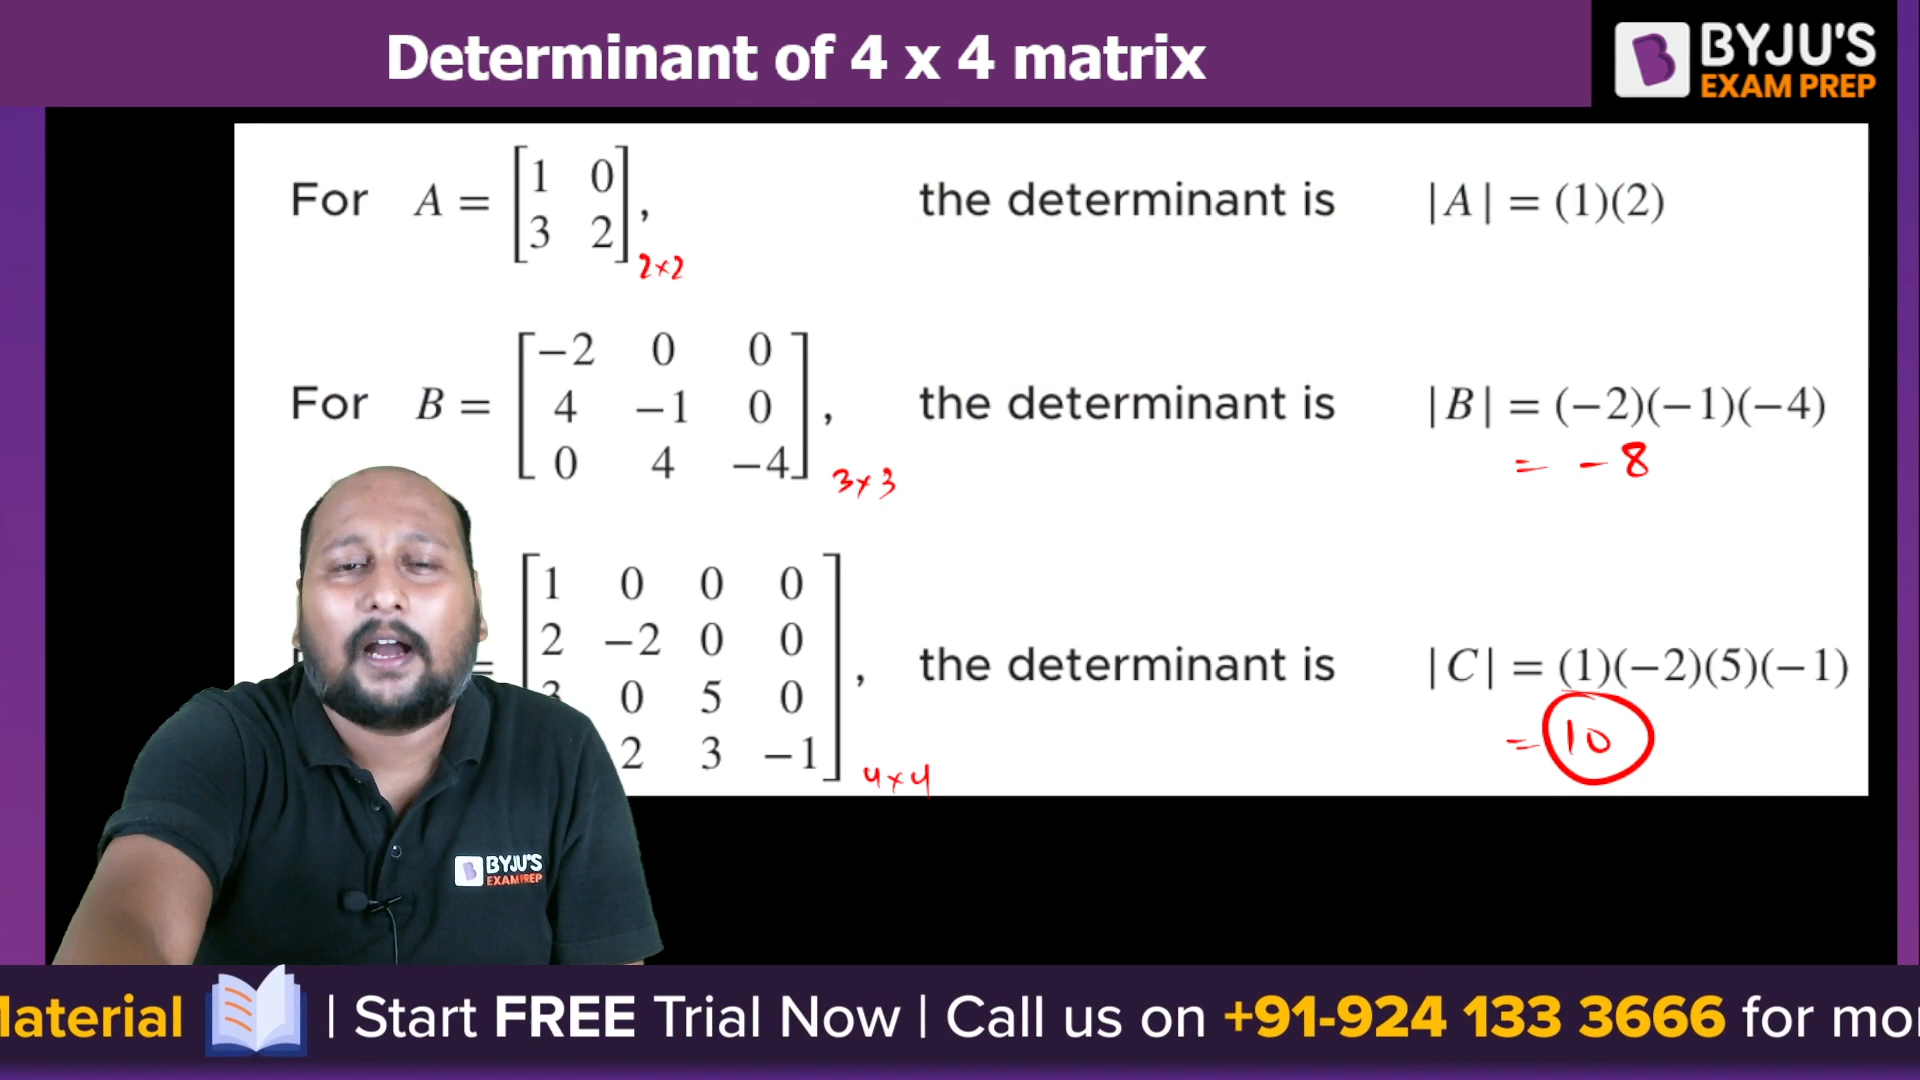 Determinant of 4 x 4 matrix
BYJU'S
EXAM PREP
For A = [1 0
3 2], the determinant is |A| = (1)(2)
2×2
For B = [−2 0 0
4 −1 0
0 4 −4], the determinant is |B| = (−2)(−1)(−4)
3×3
= −8
= [1 0 0 0
2 −2 0 0
0 5 0
2 3 −1], the determinant is |C| = (1)(−2)(5)(−1)
4×4
= 10
BYJU'S
EXAM PREP
Material | Start FREE Trial Now | Call us on +91-924 133 3666 for